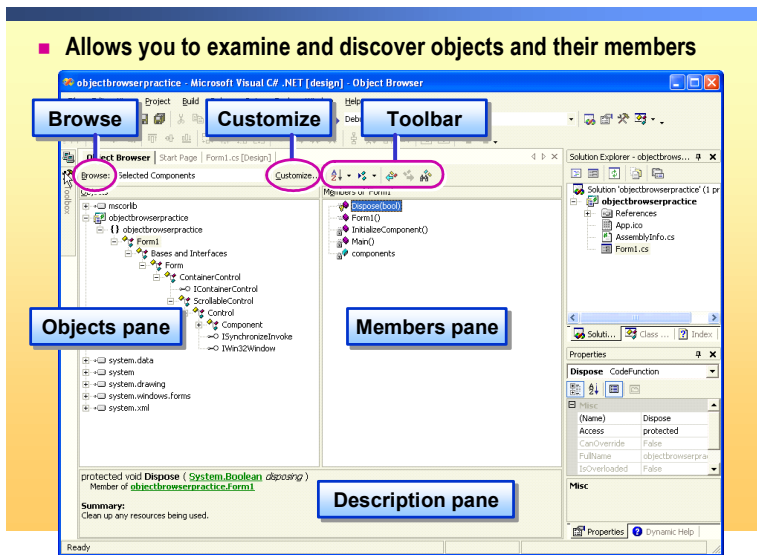 Allows you to examine and discover objects and their members
objectbrowserpractice - Microsoft Visual C# .NET [design] - Object Browser
Project Build Help
Browse
Customize
Toolbar
Object Browser Start Page Form1.cs [Design]
Browse: Selected Components Customize...
Toolbox
Objects
Members of 'Form1'
mscorlib
objectbrowserpractice
objectbrowserpractice
Form1
Bases and Interfaces
Form
ContainerControl
IContainerControl
ScrollableControl
Control
Component
ISynchronizeInvoke
IWin32Window
system.data
system
system.drawing
system.windows.forms
system.xml
Objects pane
Dispose(bool)
Form1()
InitializeComponent()
Main()
components
Members pane
Solution Explorer - objectbrows...
Solution 'objectbrowserpractice' (1 pr
objectbrowserpractice
References
App.ico
AssemblyInfo.cs
Form1.cs
Soluti... Class ... Index
Properties
Dispose CodeFunction
Misc
(Name) Dispose
Access protected
CanOverride False
FullName objectbrowserpra
IsOverloaded False
Misc
Properties Dynamic Help
protected void Dispose ( System.Boolean disposing )
Member of objectbrowserpractice.Form1
Summary:
Clean up any resources being used.
Description pane
Ready